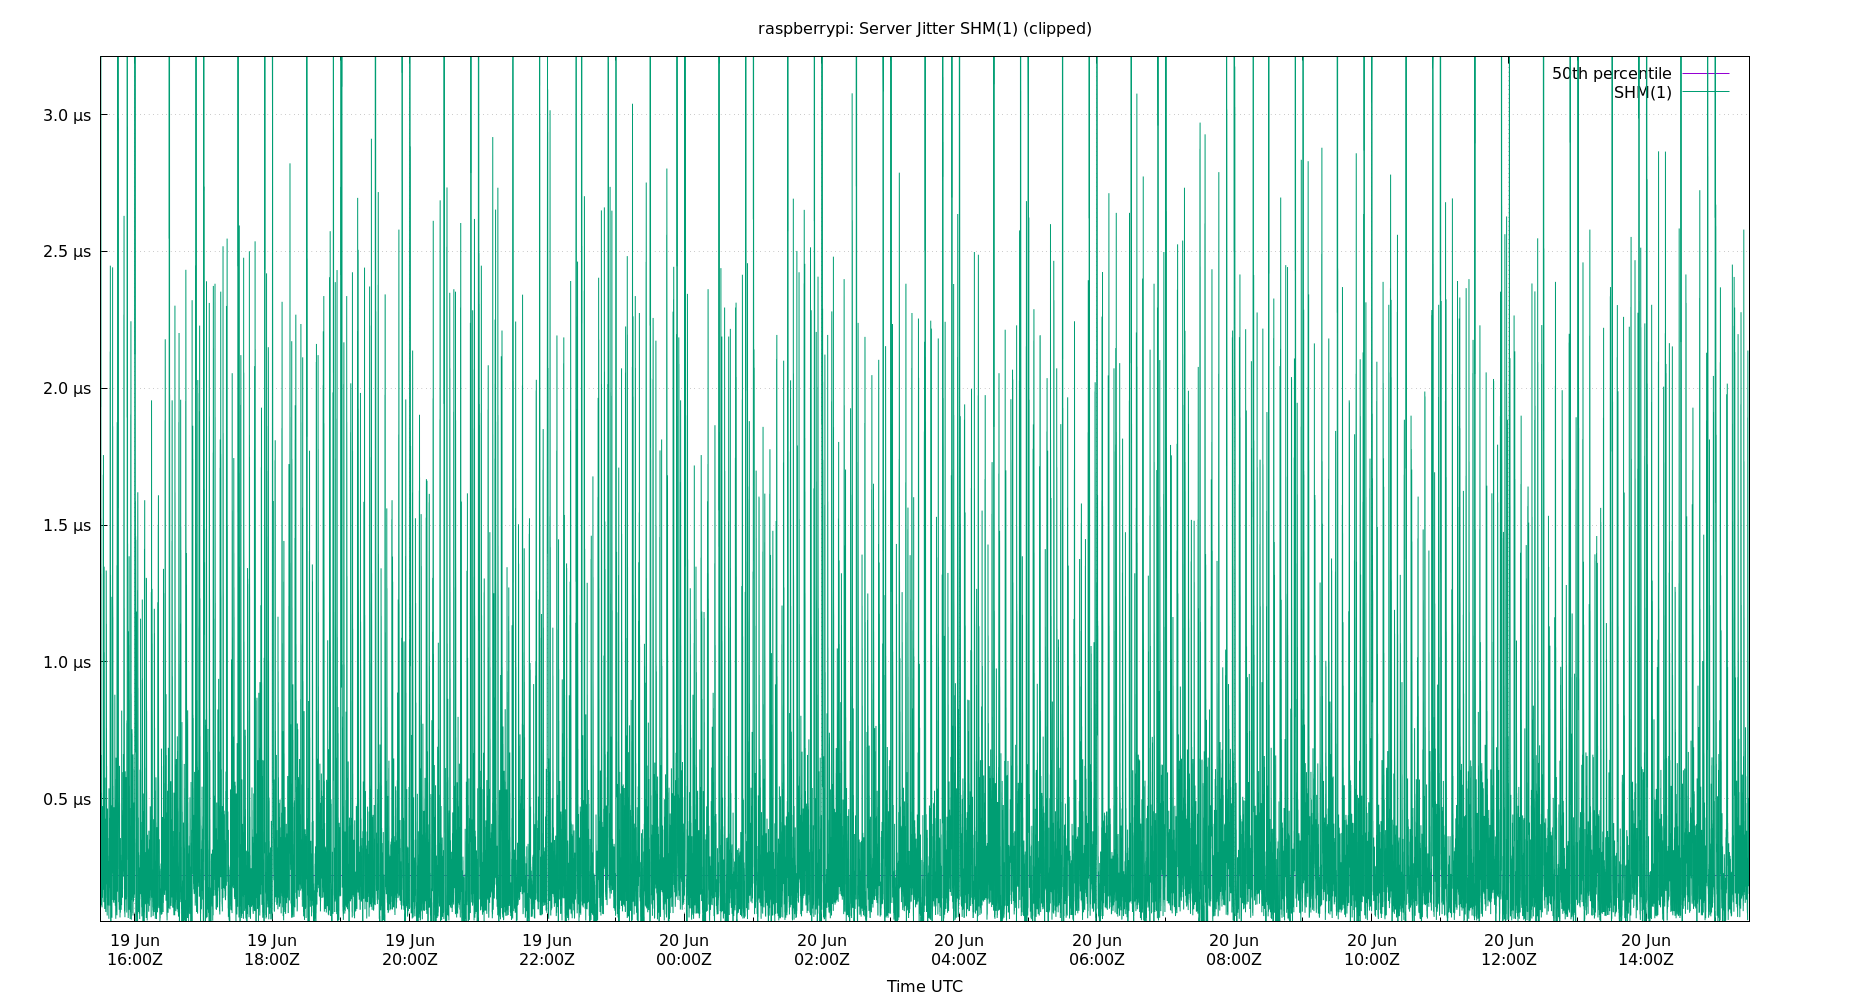 raspberrypi: Server Jitter SHM(1) (clipped)
50th percentile
SHM(1)
3.0 µs
2.5 µs
2.0 µs
1.5 µs
1.0 µs
0.5 µs
19 Jun 19 Jun 19 Jun 19 Jun 20 Jun 20 Jun 20 Jun 20 Jun 20 Jun 20 Jun 20 Jun 20 Jun
16:00Z 18:00Z 20:00Z 22:00Z 00:00Z 02:00Z 04:00Z 06:00Z 08:00Z 10:00Z 12:00Z 14:00Z
Time UTC